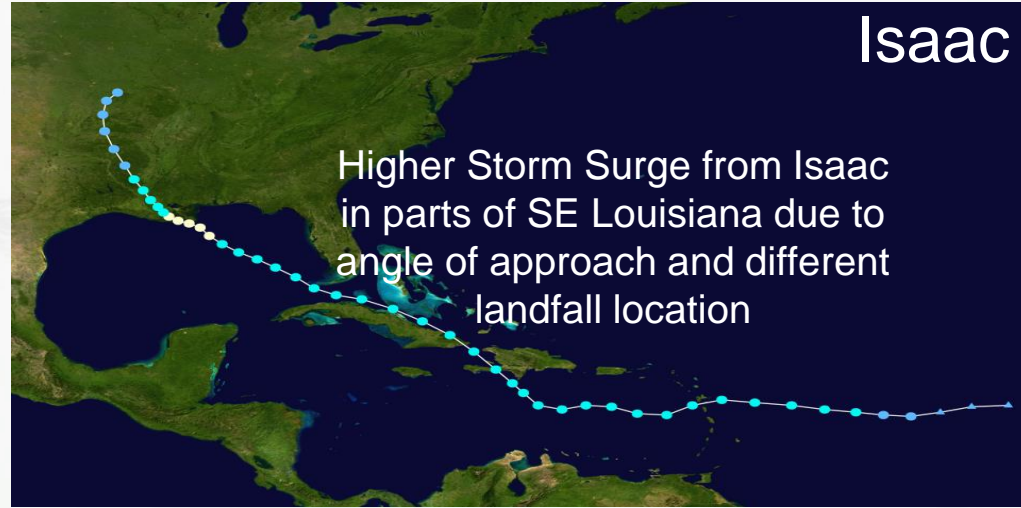 Isaac
Higher Storm Surge from Isaac
in parts of SE Louisiana due to
angle of approach and different
landfall location